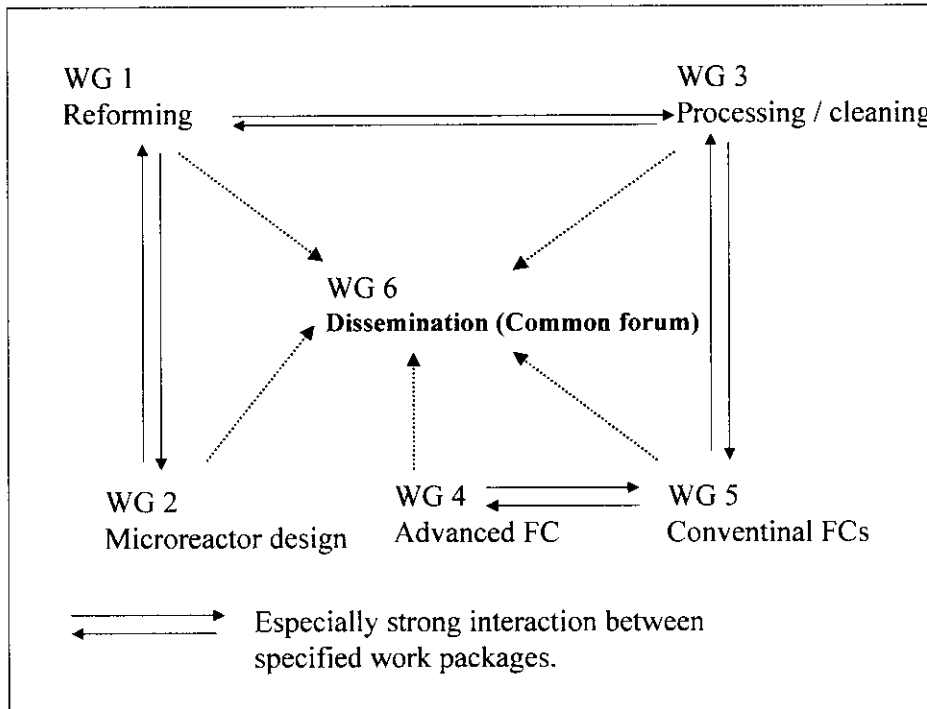 WG 1
Reforming
WG 3
Processing / cleaning
WG 6
Dissemination (Common forum)
WG 2
Microreactor design
WG 4
Advanced FC
WG 5
Conventinal FCs
Especially strong interaction between
specified work packages.